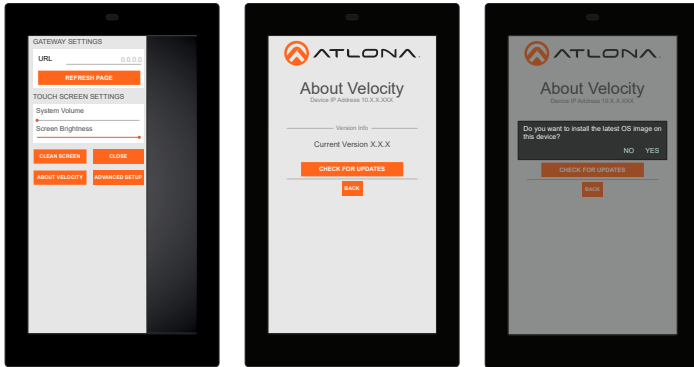 GATEWAY SETTINGS
URL 0.0.0.0
REFRESH PAGE
TOUCH SCREEN SETTINGS
System Volume
Screen Brightness
CLEAN SCREEN CLOSE
ABOUT VELOCITY ADVANCED SETUP
ATLONA
About Velocity
Device IP Address 10.X.X.XXX
Version Info
Current Version X.X.X
CHECK FOR UPDATES
BACK
ATLONA
About Velocity
Device IP Address 10.X.X.XXX
Do you want to install the latest OS image on
this device?
NO YES
CHECK FOR UPDATES
BACK